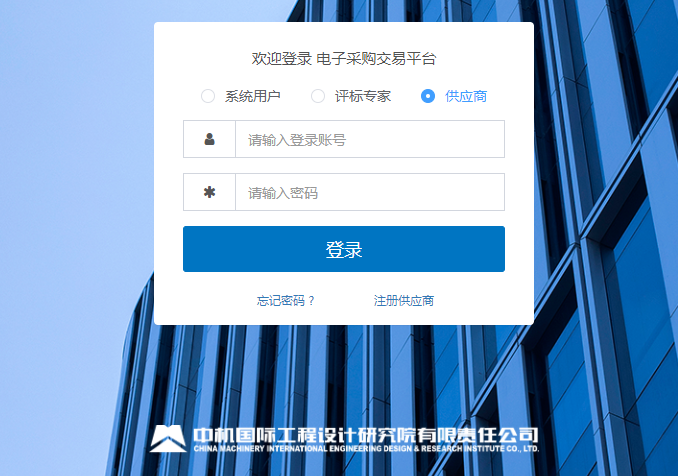 欢迎登录 电子采购交易平台
系统用户 评标专家 供应商
请输入登录账号
请输入密码
登录
忘记密码？ 注册供应商
中机国际工程设计研究院有限责任公司
CHINA MACHINERY INTERNATIONAL ENGINEERING DESIGN & RESEARCH INSTITUTE CO., LTD.